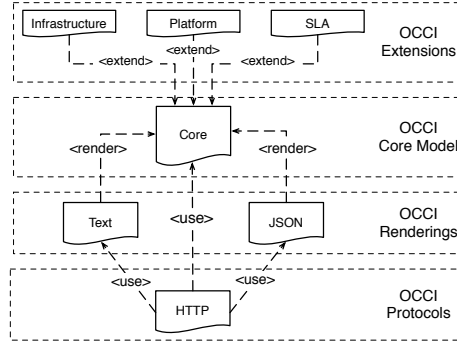 Infrastructure
Platform
SLA
OCCI
Extensions
<extend>
<extend>
<extend>
Core
OCCI
Core Model
<render>
<render>
<use>
Text
JSON
OCCI
Renderings
<use>
<use>
HTTP
OCCI
Protocols